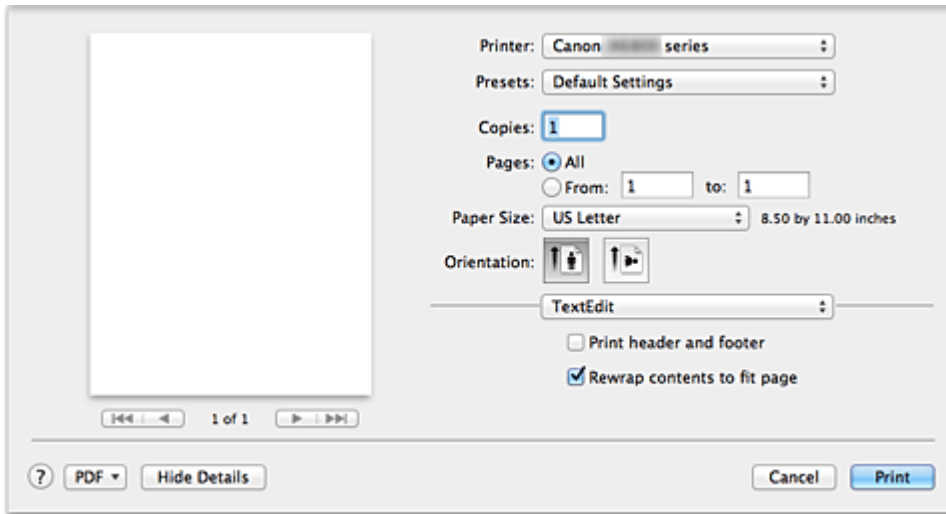 Printer: Canon series
Presets: Default Settings
Copies: 1
Pages: All
From: 1 to: 1
Paper Size: US Letter 8.50 by 11.00 inches
Orientation:
TextEdit
Print header and footer
Rewrap contents to fit page
1 of 1
? PDF Hide Details Cancel Print